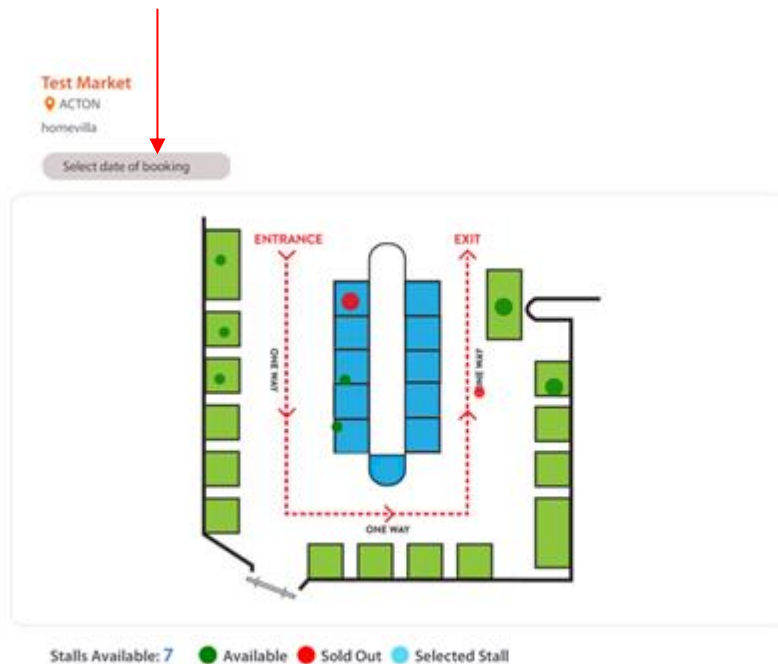 Test Market
ACTON
homevilla
Select date of booking
ENTRANCE
EXIT
ONE WAY
ONE WAY
ONE WAY
Stalls Available: 7
Available
Sold Out
Selected Stall